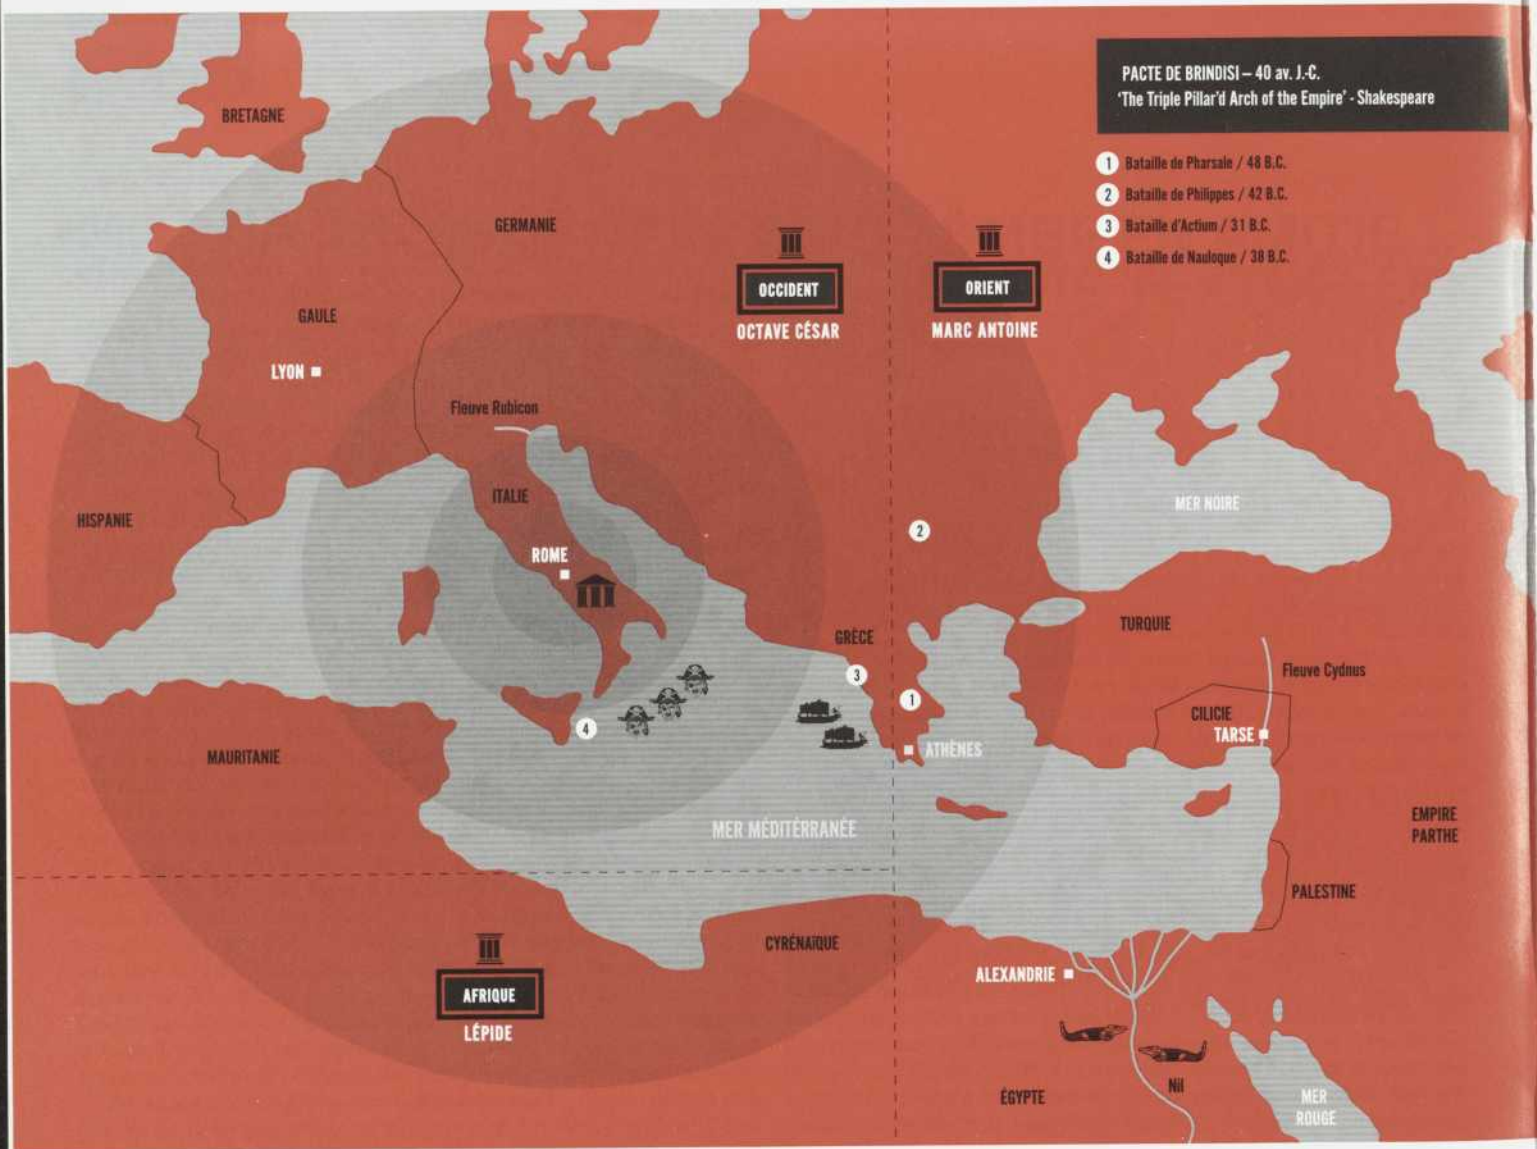 PACTE DE BRINDISI – 40 av. J.-C.
'The Triple Pillar'd Arch of the Empire' - Shakespeare
1 Bataille de Pharsale / 48 B.C.
2 Bataille de Philippes / 42 B.C.
3 Bataille d'Actium / 31 B.C.
4 Bataille de Nauloque / 38 B.C.
BRETAGNE
GERMANIE
OCCIDENT
OCTAVE CÉSAR
ORIENT
MARC ANTOINE
GAULE
LYON
Fleuve Rubicon
ITALIE
HISPANIE
ROME
MER NOIRE
2
GRÈCE
TURQUIE
3
Fleuve Cydnus
1
CILICIE
TARSE
4
ATHÈNES
MAURITANIE
MER MÉDITÉRRANÉE
EMPIRE
PARTHE
PALESTINE
CYRÉNAÏQUE
ALEXANDRIE
AFRIQUE
LÉPIDE
Nil
ÉGYPTE
MER
ROUGE